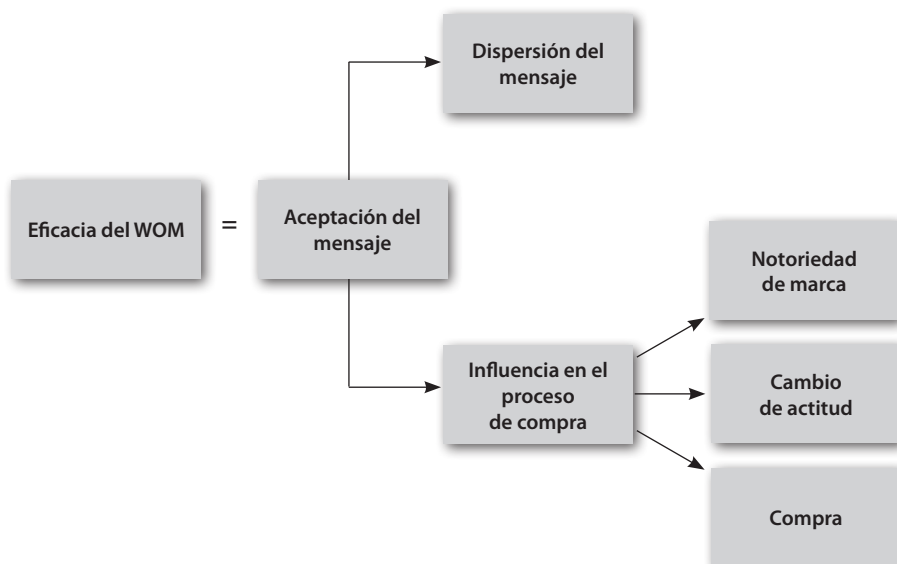 Dispersión del
mensaje
Eficacia del WOM
=
Aceptación del
mensaje
Notoriedad
de marca
Influencia en el
proceso
de compra
Cambio
de actitud
Compra